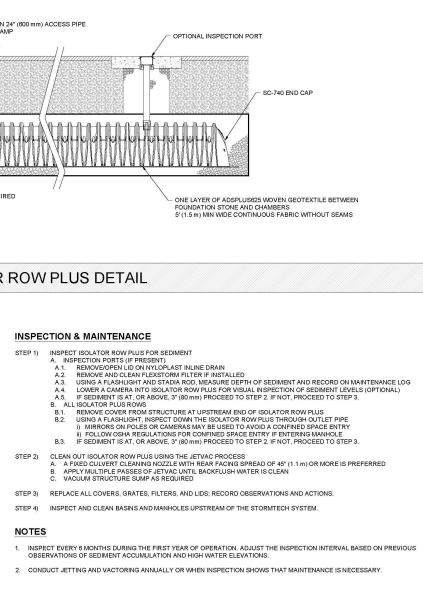 N 24" (600 mm) ACCESS PIPE
AMP
OPTIONAL INSPECTION PORT
SC-740 END CAP
IRED
ONE LAYER OF ADSPLUS625 WOVEN GEOTEXTILE BETWEEN
FOUNDATION STONE AND CHAMBERS
5' (1.5 m) MIN WIDE CONTINUOUS FABRIC WITHOUT SEAMS
R ROW PLUS DETAIL
INSPECTION & MAINTENANCE
STEP 1) INSPECT ISOLATOR ROW PLUS FOR SEDIMENT
A. INSPECTION PORTS (IF PRESENT)
A.1. REMOVE/OPEN LID ON NYLOPLAST INLINE DRAIN
A.2. REMOVE AND CLEAN FLEXSTORM FILTER IF INSTALLED
A.3. USING A FLASHLIGHT AND STADIA ROD, MEASURE DEPTH OF SEDIMENT AND RECORD ON MAINTENANCE LOG
A.4. LOWER A CAMERA INTO ISOLATOR ROW PLUS FOR VISUAL INSPECTION OF SEDIMENT LEVELS (OPTIONAL)
A.5. IF SEDIMENT IS AT, OR ABOVE, 3" (80 mm) PROCEED TO STEP 2. IF NOT, PROCEED TO STEP 3.
B. ALL ISOLATOR PLUS ROWS
B.1. REMOVE COVER FROM STRUCTURE AT UPSTREAM END OF ISOLATOR ROW PLUS
B.2. USING A FLASHLIGHT, INSPECT DOWN THE ISOLATOR ROW PLUS THROUGH OUTLET PIPE
i) MIRRORS ON POLES OR CAMERAS MAY BE USED TO AVOID A CONFINED SPACE ENTRY
ii) FOLLOW OSHA REGULATIONS FOR CONFINED SPACE ENTRY IF ENTERING MANHOLE
B.3. IF SEDIMENT IS AT, OR ABOVE, 3" (80 mm) PROCEED TO STEP 2. IF NOT, PROCEED TO STEP 3.
STEP 2) CLEAN OUT ISOLATOR ROW PLUS USING THE JETVAC PROCESS
A. A FIXED CULVERT CLEANING NOZZLE WITH REAR FACING SPREAD OF 45" (1.1 m) OR MORE IS PREFERRED
B. APPLY MULTIPLE PASSES OF JETVAC UNTIL BACKFLUSH WATER IS CLEAN
C. VACUUM STRUCTURE SUMP AS REQUIRED
STEP 3) REPLACE ALL COVERS, GRATES, FILTERS, AND LIDS; RECORD OBSERVATIONS AND ACTIONS.
STEP 4) INSPECT AND CLEAN BASINS AND MANHOLES UPSTREAM OF THE STORMTECH SYSTEM.
NOTES
1. INSPECT EVERY 6 MONTHS DURING THE FIRST YEAR OF OPERATION. ADJUST THE INSPECTION INTERVAL BASED ON PREVIOUS
OBSERVATIONS OF SEDIMENT ACCUMULATION AND HIGH WATER ELEVATIONS.
2. CONDUCT JETTING AND VACTORING ANNUALLY OR WHEN INSPECTION SHOWS THAT MAINTENANCE IS NECESSARY.